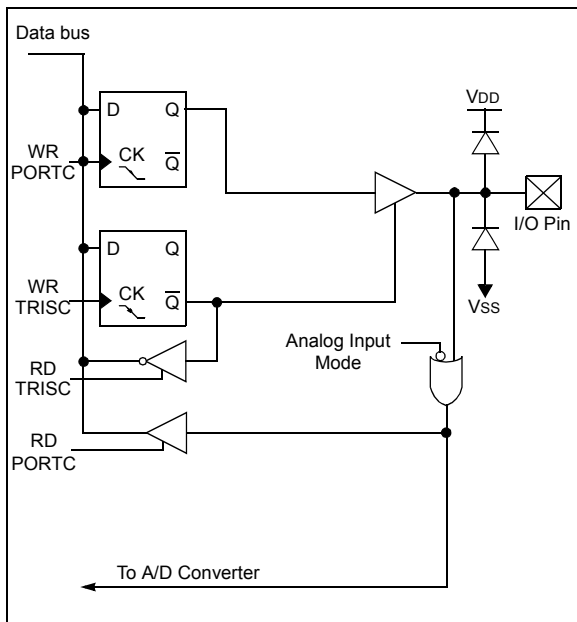 Data bus
D Q
WR
PORTC
CK Q
VDD
I/O Pin
D Q
WR
TRISC
CK Q
VSS
Analog Input
Mode
RD
TRISC
RD
PORTC
To A/D Converter